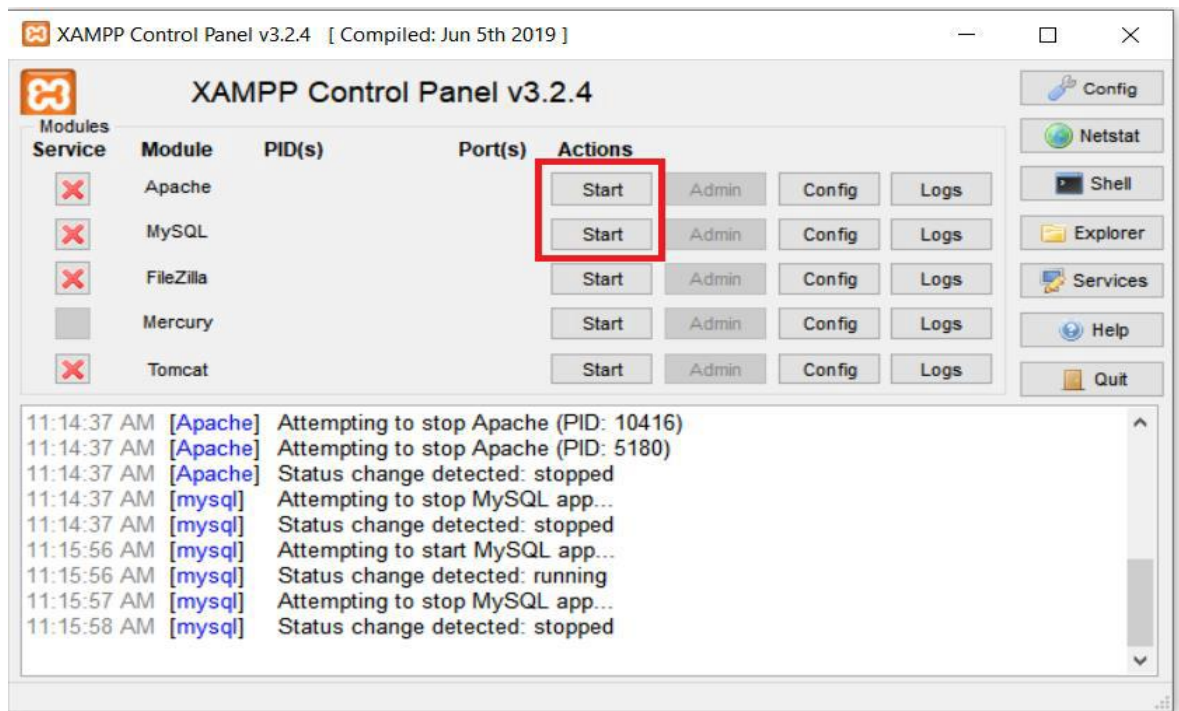 XAMPP Control Panel v3.2.4 [ Compiled: Jun 5th 2019 ]
XAMPP Control Panel v3.2.4
Config
Modules
Service Module PID(s) Port(s) Actions
Netstat
Apache Start Admin Config Logs
Shell
MySQL Start Admin Config Logs
Explorer
FileZilla Start Admin Config Logs
Services
Mercury Start Admin Config Logs
Help
Tomcat Start Admin Config Logs
Quit
11:14:37 AM [Apache] Attempting to stop Apache (PID: 10416)
11:14:37 AM [Apache] Attempting to stop Apache (PID: 5180)
11:14:37 AM [Apache] Status change detected: stopped
11:14:37 AM [mysql] Attempting to stop MySQL app...
11:14:37 AM [mysql] Status change detected: stopped
11:15:56 AM [mysql] Attempting to start MySQL app...
11:15:56 AM [mysql] Status change detected: running
11:15:57 AM [mysql] Attempting to stop MySQL app...
11:15:58 AM [mysql] Status change detected: stopped